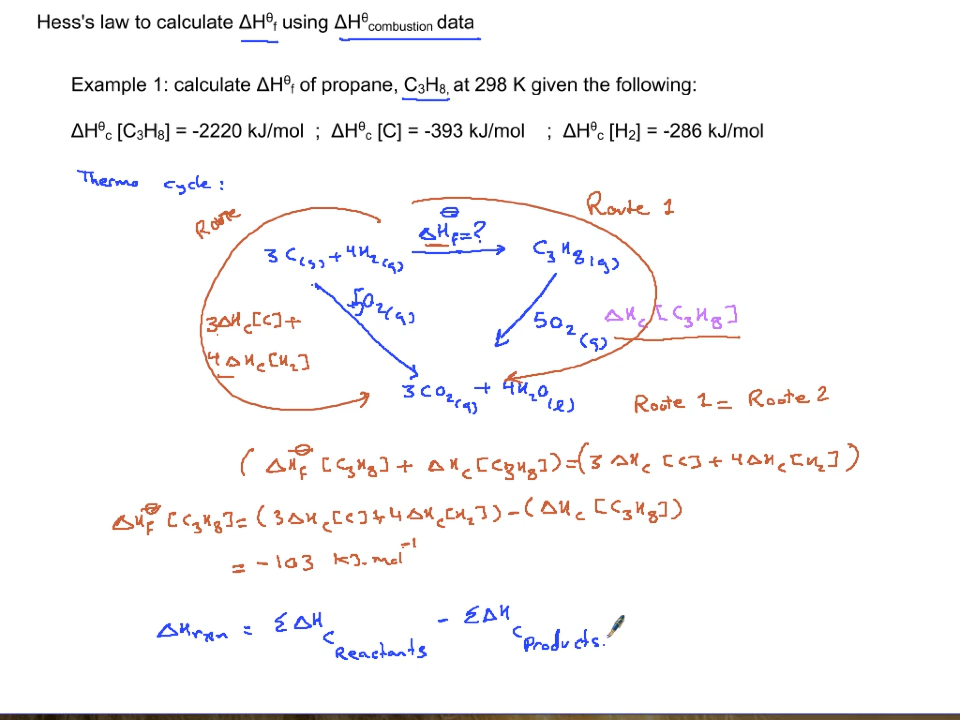 Hess's law to calculate ΔHᶿf using ΔHᶿcombustion data
Example 1: calculate ΔHᶿf of propane, C₃H₈, at 298 K given the following:
ΔHᶿc [C₃H₈] = -2220 kJ/mol ; ΔHᶿc [C] = -393 kJ/mol ; ΔHᶿc [H₂] = -286 kJ/mol
Thermo cycle:
Route
Route 1
ΔHᶿf=?
3 C(s) + 4H₂(g)
C₃H₈(g)
5O₂(g)
5O₂(g)
ΔHc [C₃H₈]
3ΔHc[C]+
4ΔHc[H₂]
3CO₂(g) + 4H₂O(l)
Route 1 = Route 2
(ΔHᶿf [C₃H₈] + ΔHc[C₃H₈])=(3 ΔHc [C] + 4ΔHc[H₂])
ΔHᶿf [C₃H₈]= (3ΔHc[C]+4ΔHc[H₂])-(ΔHc [C₃H₈])
= -103 kJ.mol⁻¹
ΔHrxn = ΣΔHc Reactants - ΣΔHc Products.